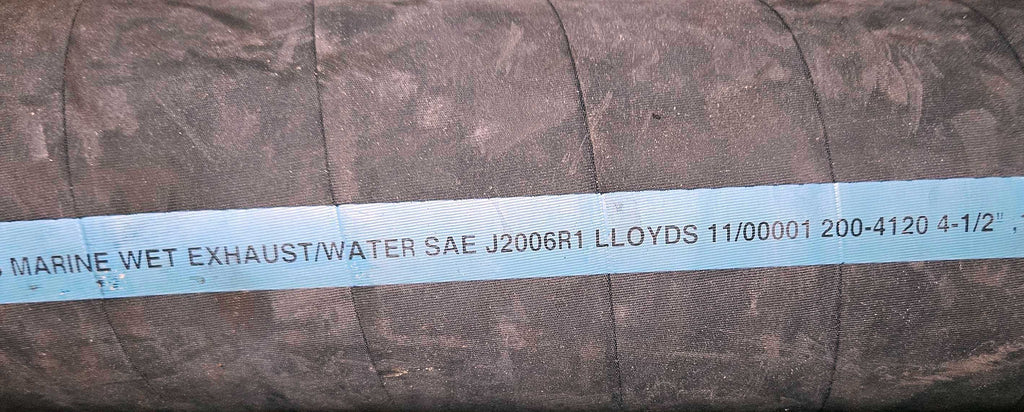 MARINE WET EXHAUST/WATER SAE J2006R1 LLOYDS 11/00001 200-4120 4-1/2"